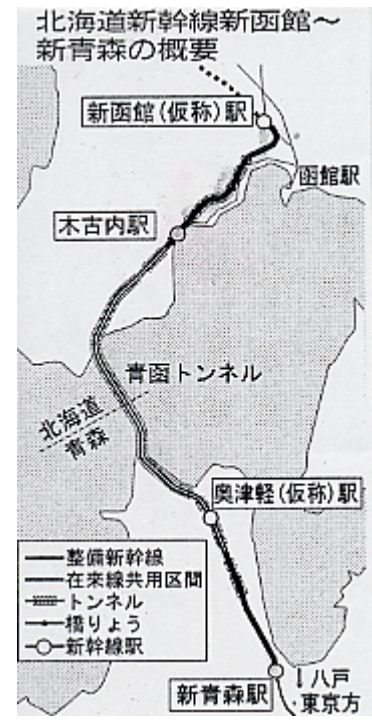 北海道新幹線新函館～
新青森の概要
新函館(仮称)駅
函館駅
木古内駅
青函トンネル
北海道
青森
奥津軽(仮称)駅
整備新幹線
在来線共用区間
トンネル
橋りょう
新幹線駅
新青森駅
↓八戸
東京方